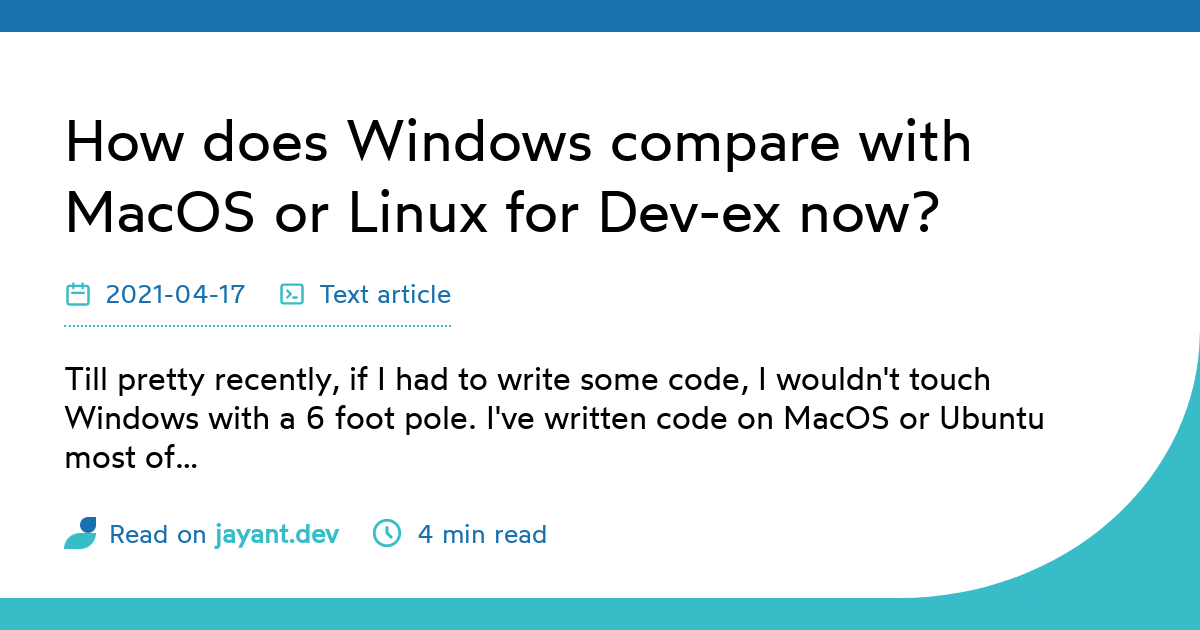 How does Windows compare with
MacOS or Linux for Dev-ex now?
2021-04-17 Text article
Till pretty recently, if I had to write some code, I wouldn't touch
Windows with a 6 foot pole. I've written code on MacOS or Ubuntu
most of...
Read on jayant.dev 4 min read